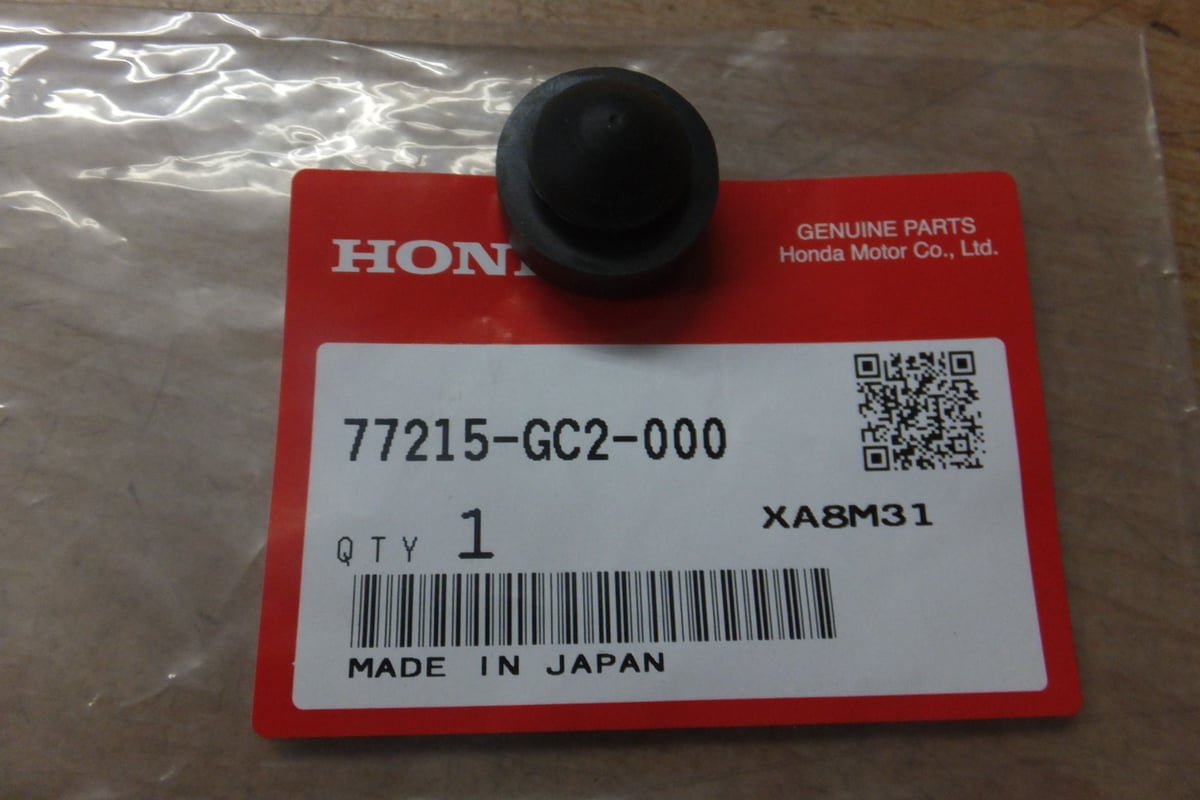 HON
GENUINE PARTS
Honda Motor Co., Ltd.
77215-GC2-000
XA8M31
QTY 1
MADE IN JAPAN